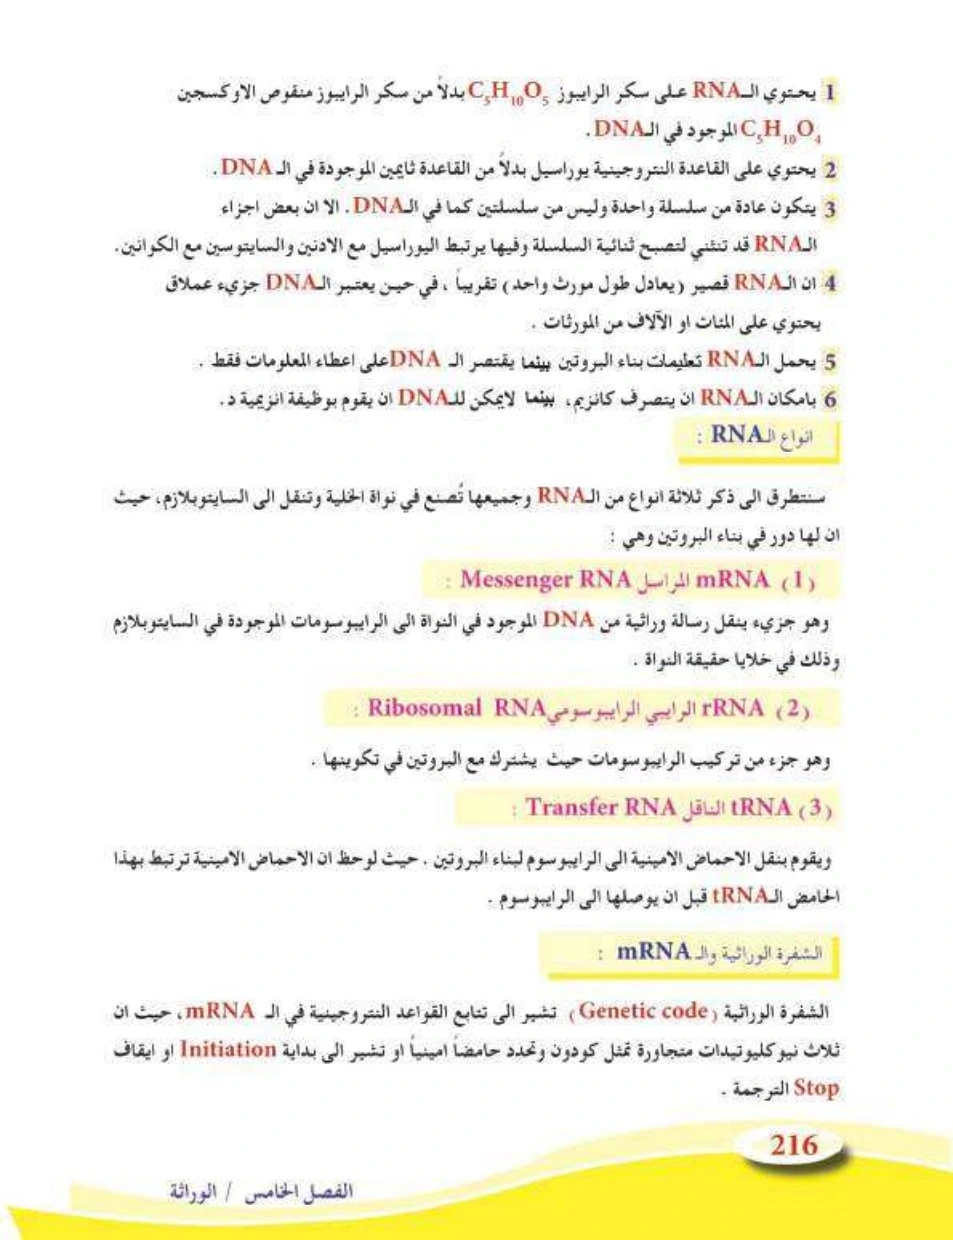 1 يحتوي الـRNA على سكر الرايبوز C5H10O5 بدلاً من سكر الرايبوز منقوص الاوكسجين
C5H10O4 الموجود في الـDNA .
2 يحتوي على القاعدة النتروجينية يوراسيل بدلاً من القاعدة ثايمين الموجودة في الـ DNA .
3 يتكون عادة من سلسلة واحدة وليس من سلسلتين كما في الـDNA . الا ان بعض اجزاء
الـRNA قد تنثني لتصبح ثنائية السلسلة وفيها يرتبط اليوراسيل مع الادنين والسايتوسين مع الكوانين .
4 ان الـRNA قصير (يعادل طول مورث واحد) تقريباً ، في حين يعتبر الـDNA جزيء عملاق
يحتوي على المئات او الآلاف من المورثات .
5 يحمل الـRNA تعليمات بناء البروتين بينما يقتصر الـ DNA على اعطاء المعلومات فقط .
6 بامكان الـRNA ان يتصرف كانزيم، بينما لايمكن للـDNA ان يقوم بوظيفة انزيمية د.
انواع الـRNA :
سنتطرق الى ذكر ثلاثة انواع من الـRNA وجميعها تُصنع في نواة الخلية وتنقل الى السايتوبلازم، حيث
ان لها دور في بناء البروتين وهي :
(1) mRNA المراسل Messenger RNA :
وهو جزيء ينقل رسالة وراثية من DNA الموجود في النواة الى الرايبوسومات الموجودة في السايتوبلازم
وذلك في خلايا حقيقة النواة .
(2) rRNA الرايبي الرايبوسومي Ribosomal RNA :
وهو جزء من تركيب الرايبوسومات حيث يشترك مع البروتين في تكوينها .
(3) tRNA الناقل Transfer RNA :
ويقوم بنقل الاحماض الامينية الى الرايبوسوم لبناء البروتين . حيث لوحظ ان الاحماض الامينية ترتبط بهذا
الحامض الـtRNA قبل ان يوصلها الى الرايبوسوم .
الشفرة الوراثية والـ mRNA :
الشفرة الوراثية (Genetic code) تشير الى تتابع القواعد النتروجينية في الـ mRNA، حيث ان
ثلاث نيوكليوتيدات متجاورة تمثل كودون وتحدد حامضاً امينياً او تشير الى بداية Initiation او ايقاف
Stop الترجمة .
216
الفصل الخامس / الوراثة